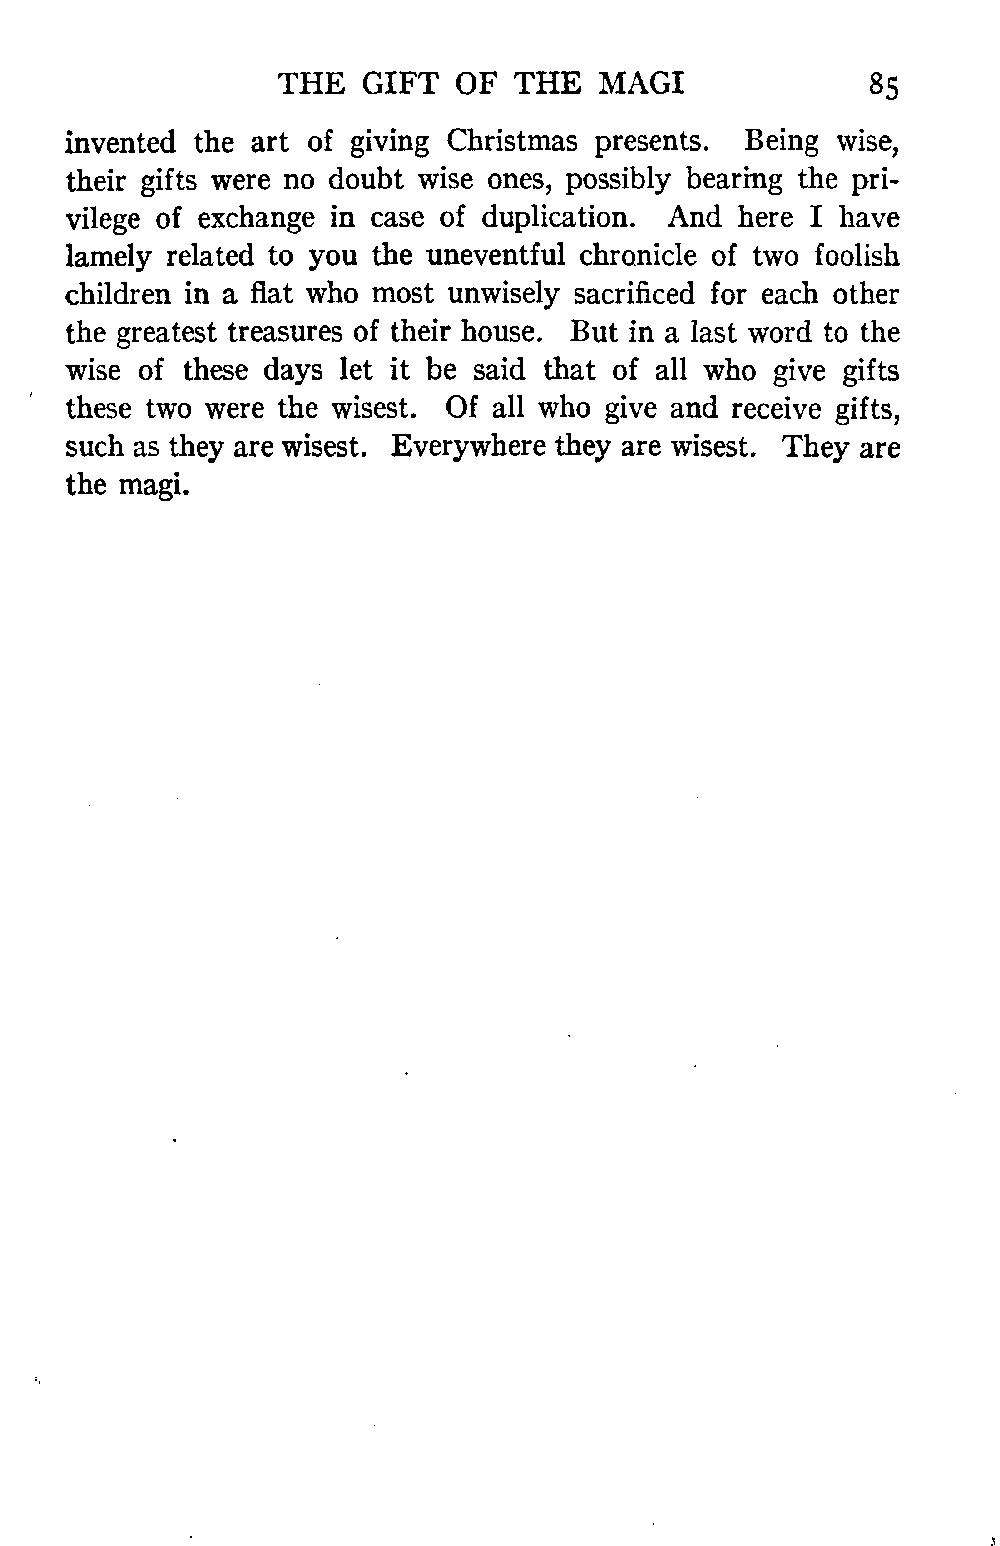 THE GIFT OF THE MAGI 85
invented the art of giving Christmas presents. Being wise,
their gifts were no doubt wise ones, possibly bearing the pri-
vilege of exchange in case of duplication. And here I have
lamely related to you the uneventful chronicle of two foolish
children in a flat who most unwisely sacrificed for each other
the greatest treasures of their house. But in a last word to the
wise of these days let it be said that of all who give gifts
these two were the wisest. Of all who give and receive gifts,
such as they are wisest. Everywhere they are wisest. They are
the magi.